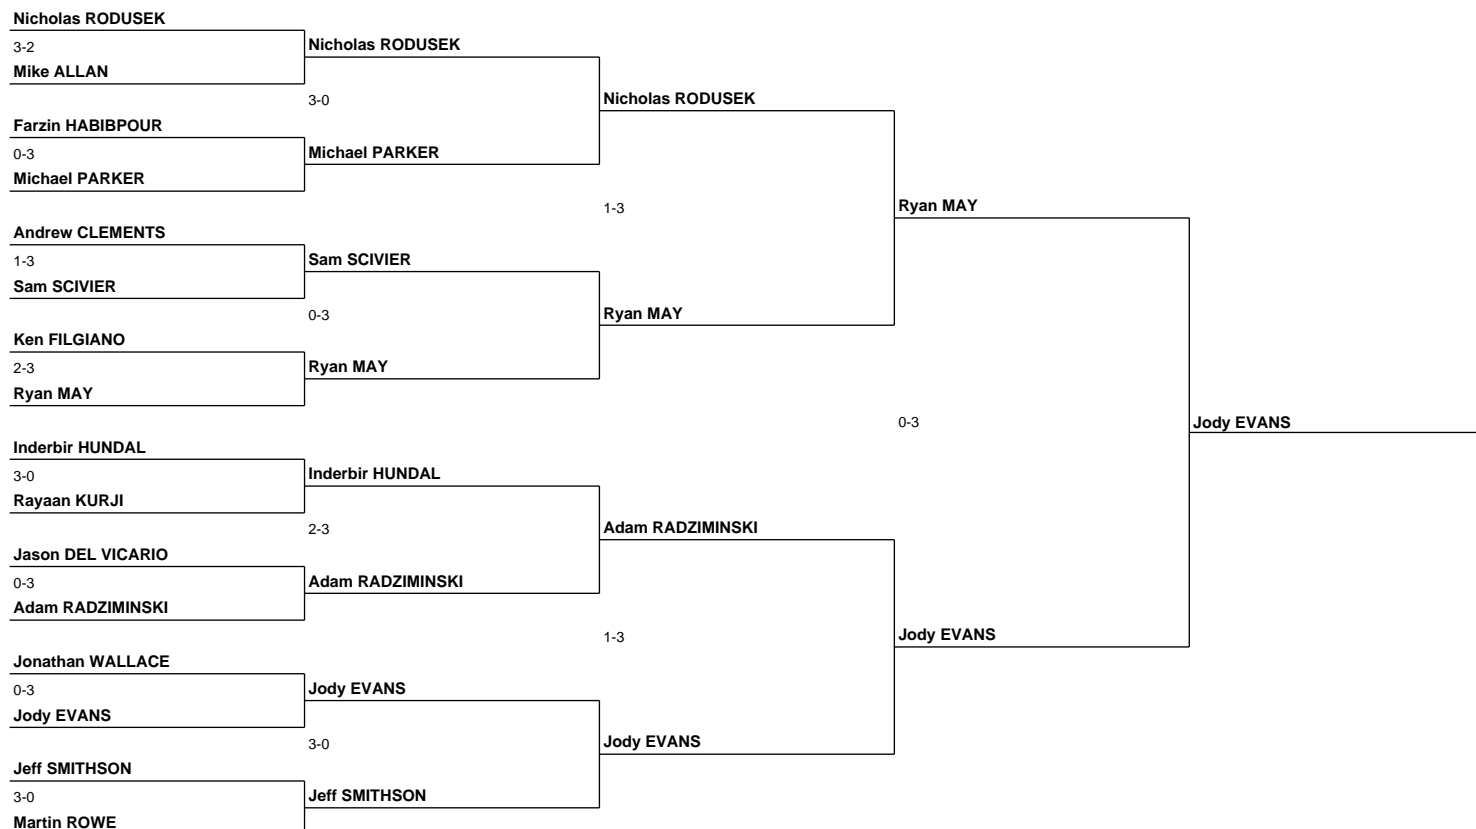 Nicholas RODUSEK
3-2
Mike ALLAN
Farzin HABIBPOUR
0-3
Michael PARKER
Andrew CLEMENTS
1-3
Sam SCIVIER
Ken FILGIANO
2-3
Ryan MAY
Inderbir HUNDAL
3-0
Rayaan KURJI
Jason DEL VICARIO
0-3
Adam RADZIMINSKI
Jonathan WALLACE
0-3
Jody EVANS
Jeff SMITHSON
3-0
Martin ROWE
Nicholas RODUSEK
3-0
Michael PARKER
Sam SCIVIER
0-3
Ryan MAY
Inderbir HUNDAL
2-3
Adam RADZIMINSKI
Jody EVANS
3-0
Jeff SMITHSON
Nicholas RODUSEK
1-3
Ryan MAY
Adam RADZIMINSKI
1-3
Jody EVANS
Ryan MAY
0-3
Jody EVANS
Jody EVANS